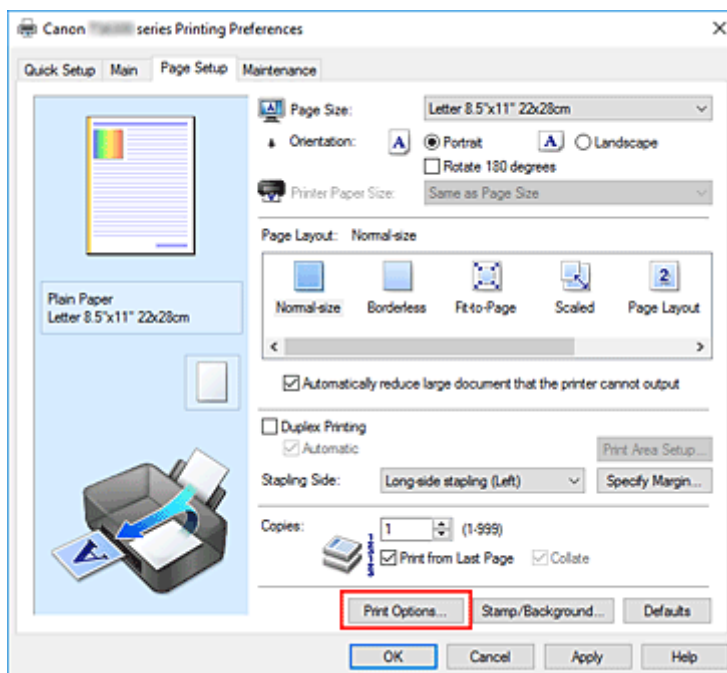 Canon series Printing Preferences
Quick Setup Main Page Setup Maintenance
Page Size: Letter 8.5"x11" 22x28cm
Orientation: A Portrait A Landscape
Rotate 180 degrees
Printer Paper Size: Same as Page Size
Page Layout: Normal-size
2
Normal-size Borderless Fit-to-Page Scaled Page Layout
Plain Paper
Letter 8.5"x11" 22x28cm
Automatically reduce large document that the printer cannot output
Duplex Printing
Automatic Print Area Setup...
Stapling Side: Long-side stapling (Left) Specify Margin...
Copies: 1 (1-999)
Print from Last Page Collate
A
Print Options... Stamp/Background... Defaults
OK Cancel Apply Help